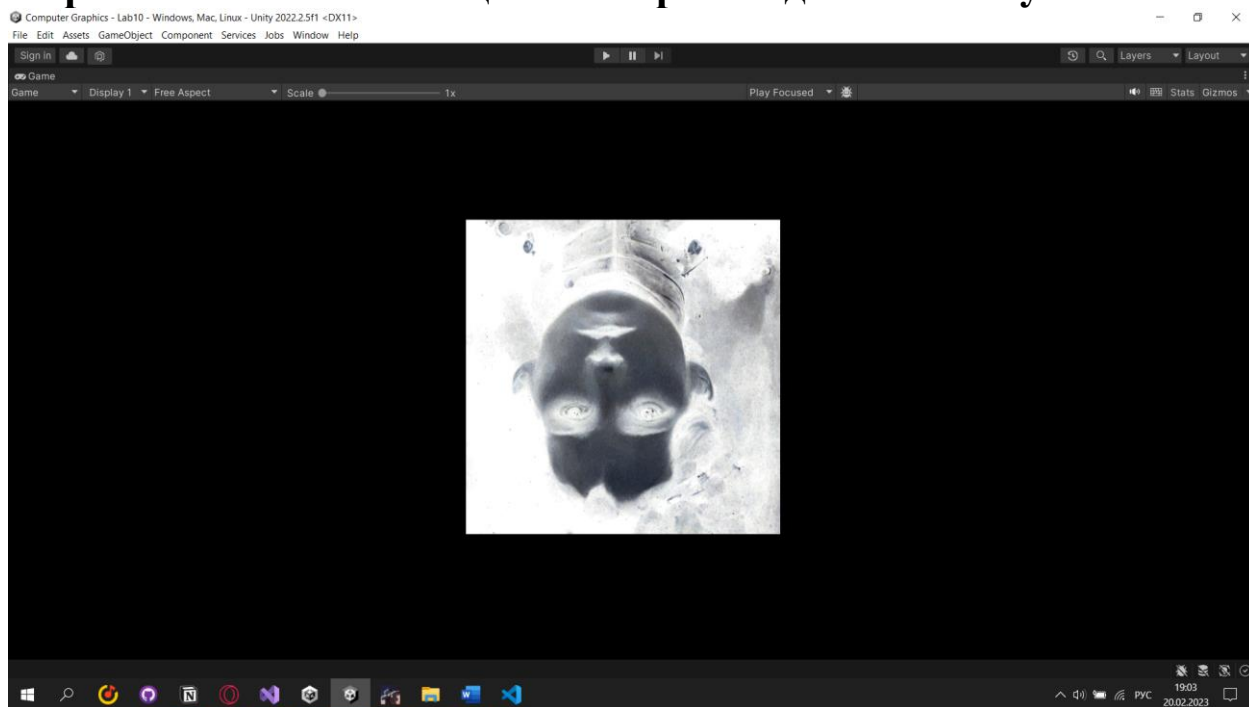 Computer Graphics - Lab10 - Windows, Mac, Linux - Unity 2022.2.5f1 <DX11>
File Edit Assets GameObject Component Services Jobs Window Help
Sign in Layers Layout
Game
Game Display 1 Free Aspect Scale 1x Play Focused Stats Gizmos
19:03
РУС
20.02.2023